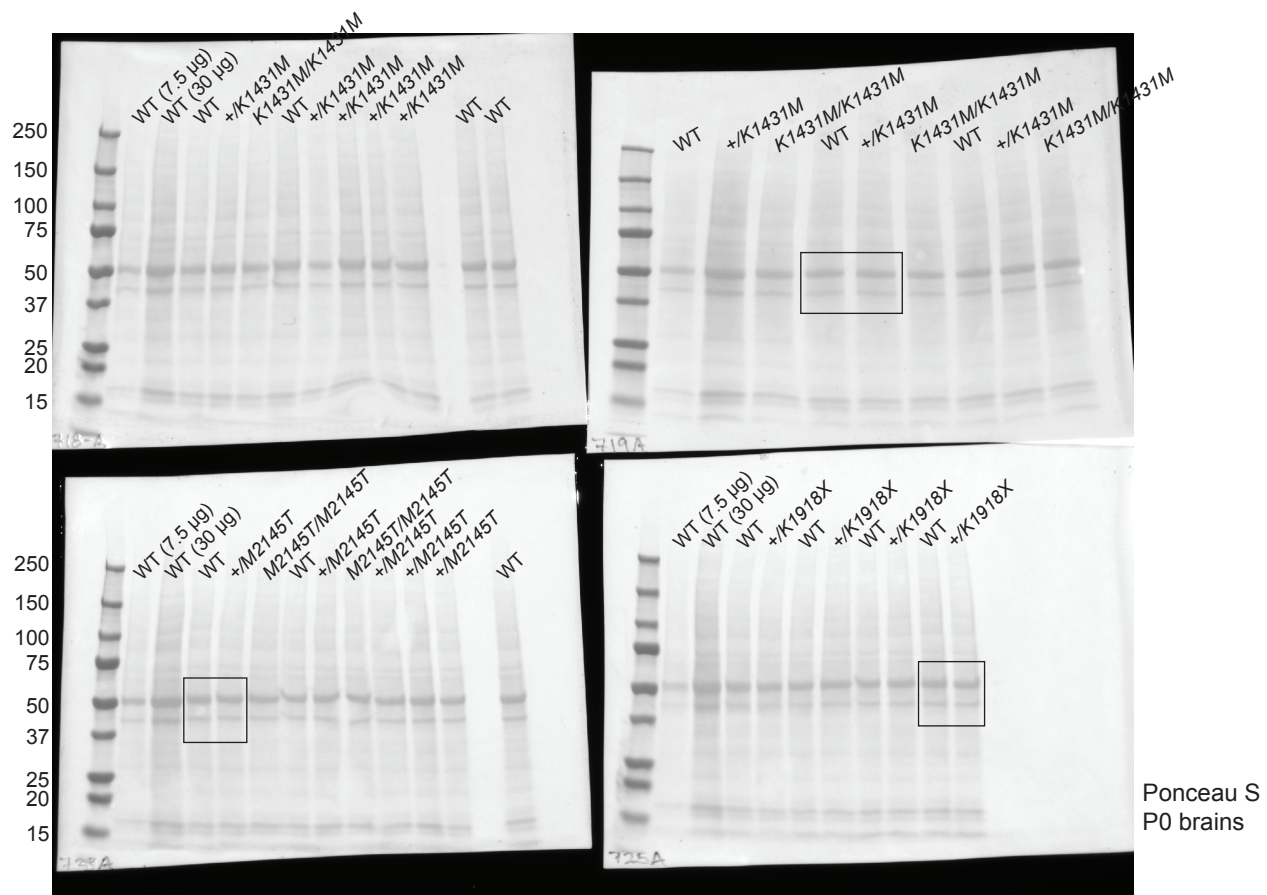 WT (7.5 µg)
WT (30 µg)
WT
+/K1431M
K1431M/K1431M
WT
+/K1431M
+/K1431M
+/K1431M
+/K1431M
WT
WT
250
150
100
75
50
37
25
20
15
718-A
WT
+/K1431M
K1431M/K1431M
WT
+/K1431M
K1431M/K1431M
WT
+/K1431M
K1431M/K1431M
719A
WT (7.5 µg)
WT (30 µg)
WT
+/M2145T
M2145T/M2145T
WT
+/M2145T
M2145T/M2145T
+/M2145T
+/M2145T
+/M2145T
WT
250
150
100
75
50
37
25
20
15
WT (7.5 µg)
WT (30 µg)
WT
+/K1918X
WT
+/K1918X
WT
+/K1918X
WT
+/K1918X
725A
Ponceau S
P0 brains